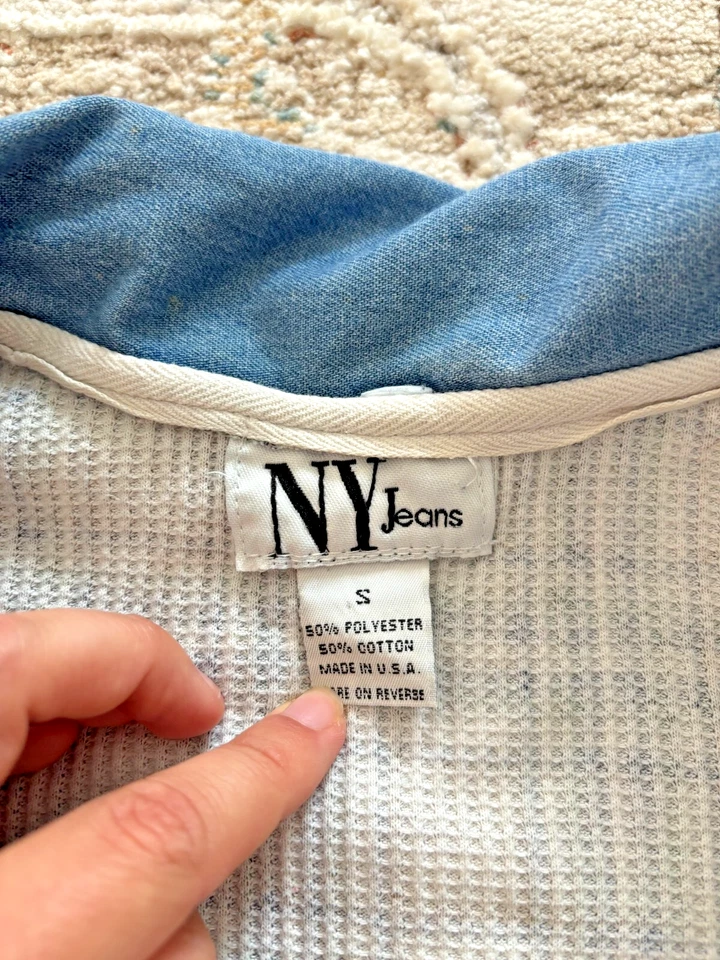 NY Jeans
S
50% POLYESTER
50% COTTON
MADE IN U.S.A.
ON REVERSE